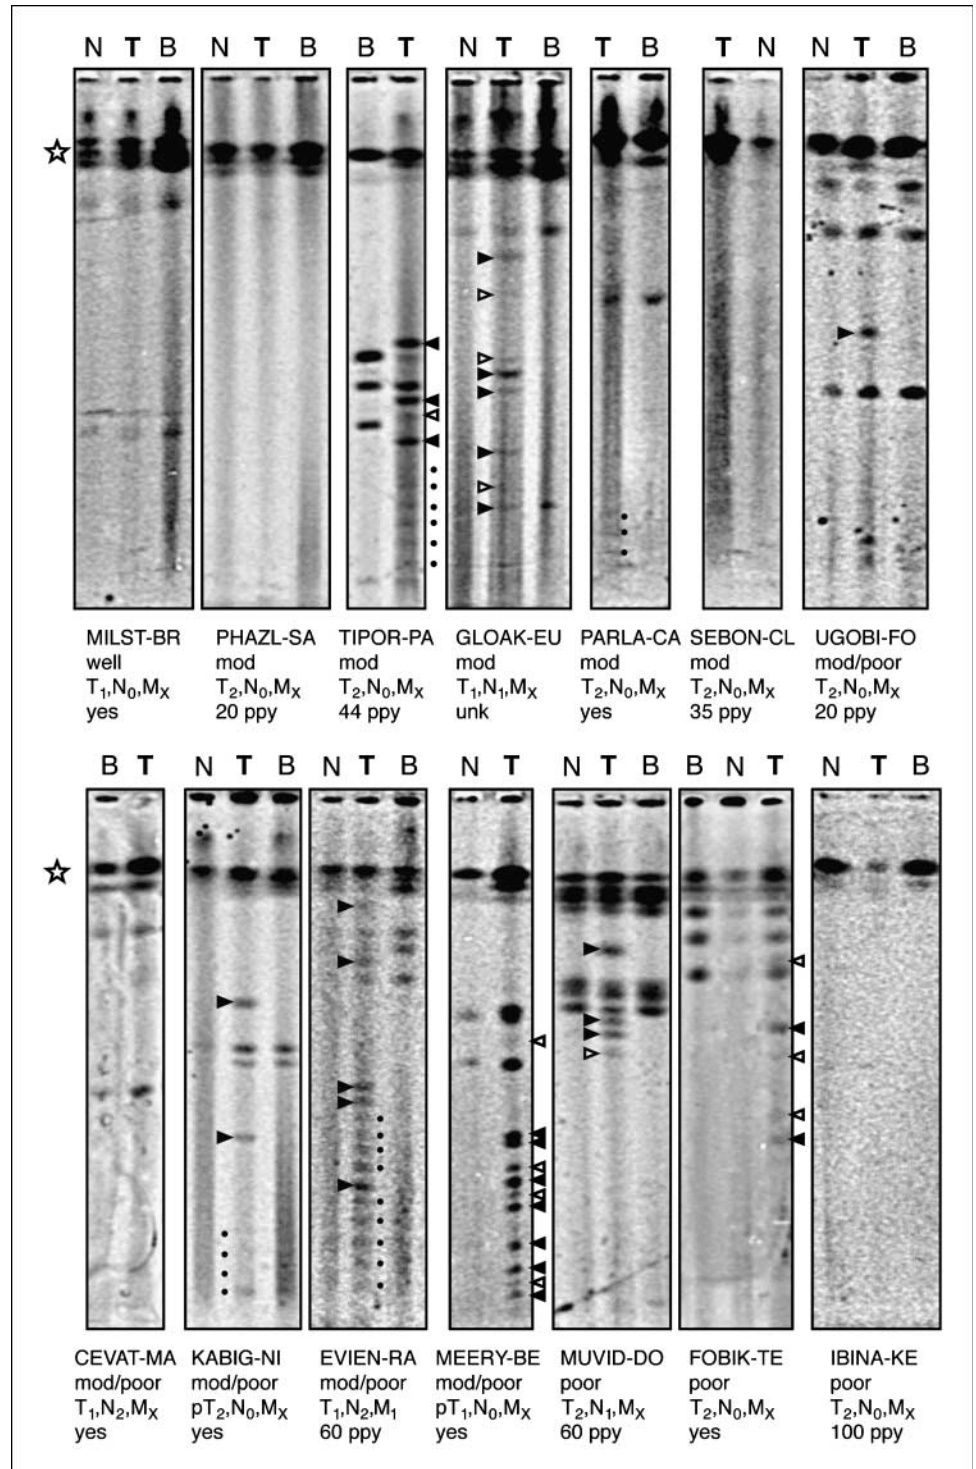 N T B N T B B T N T B T B T N N T B
MILST-BR PHAZL-SA TIPOR-PA GLOAK-EU PARLA-CA SEBON-CL UGOBI-FO
well mod mod mod mod mod mod/poor
T₁,N₀,Mₓ T₂,N₀,Mₓ T₂,N₀,Mₓ T₁,N₁,Mₓ T₂,N₀,Mₓ T₂,N₀,Mₓ T₂,N₀,Mₓ
yes 20 ppy 44 ppy unk yes 35 ppy 20 ppy
B T N T B N T B N T N T B B N T N T B
CEVAT-MA KABIG-NI EVIEN-RA MEERY-BE MUVID-DO FOBIK-TE IBINA-KE
mod/poor mod/poor mod/poor mod/poor poor poor poor
T₁,N₂,Mₓ pT₂,N₀,Mₓ T₁,N₂,M₁ pT₁,N₀,Mₓ T₂,N₁,Mₓ T₂,N₀,Mₓ T₂,N₀,Mₓ
yes yes 60 ppy yes 60 ppy yes 100 ppy